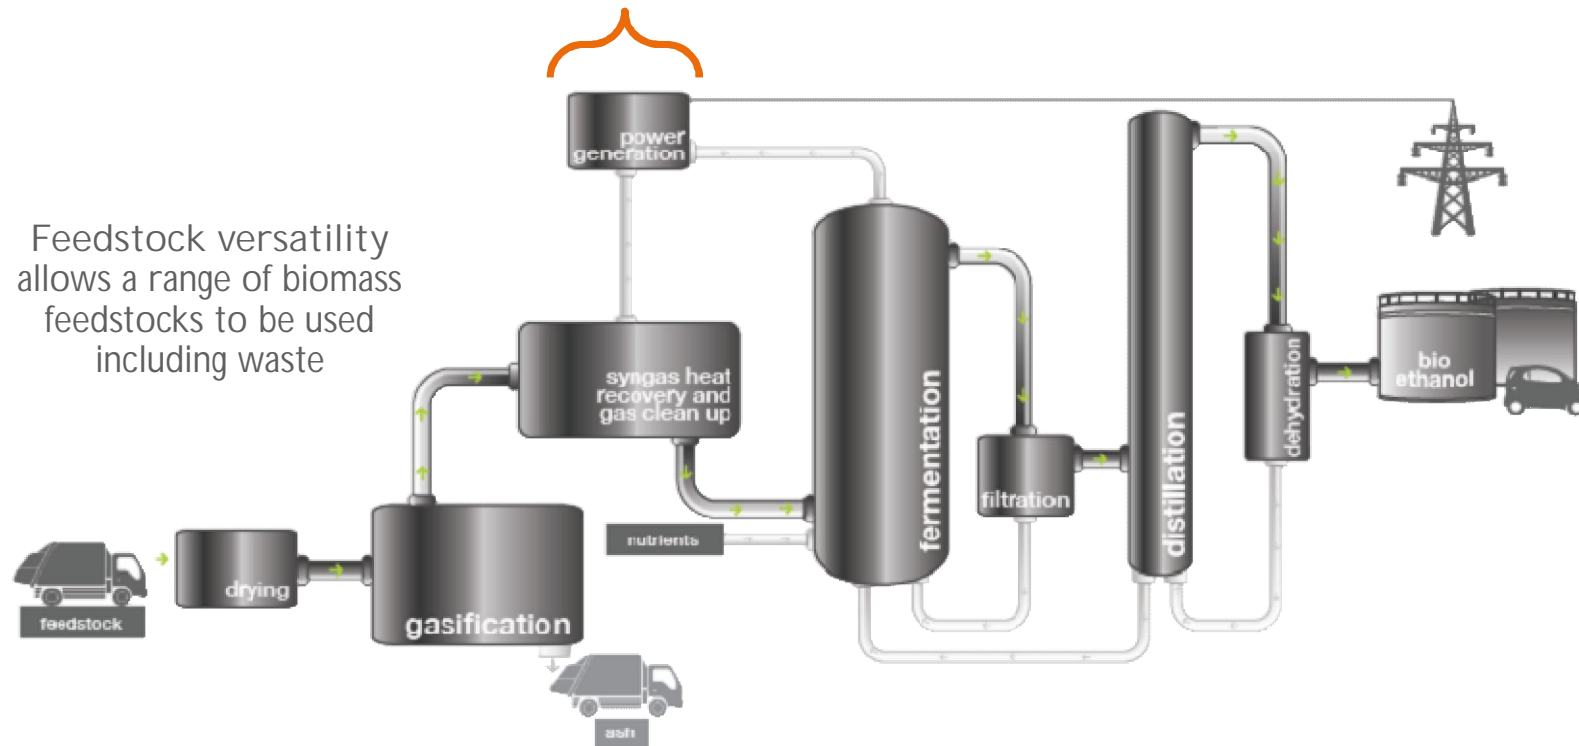 power
generation
Feedstock versatility
allows a range of biomass
feedstocks to be used
including waste
syngas heat
recovery and
gas clean up
fermentation
filtration
distillation
dehydration
bio
ethanol
nutrients
drying
gasification
feedstock
ash